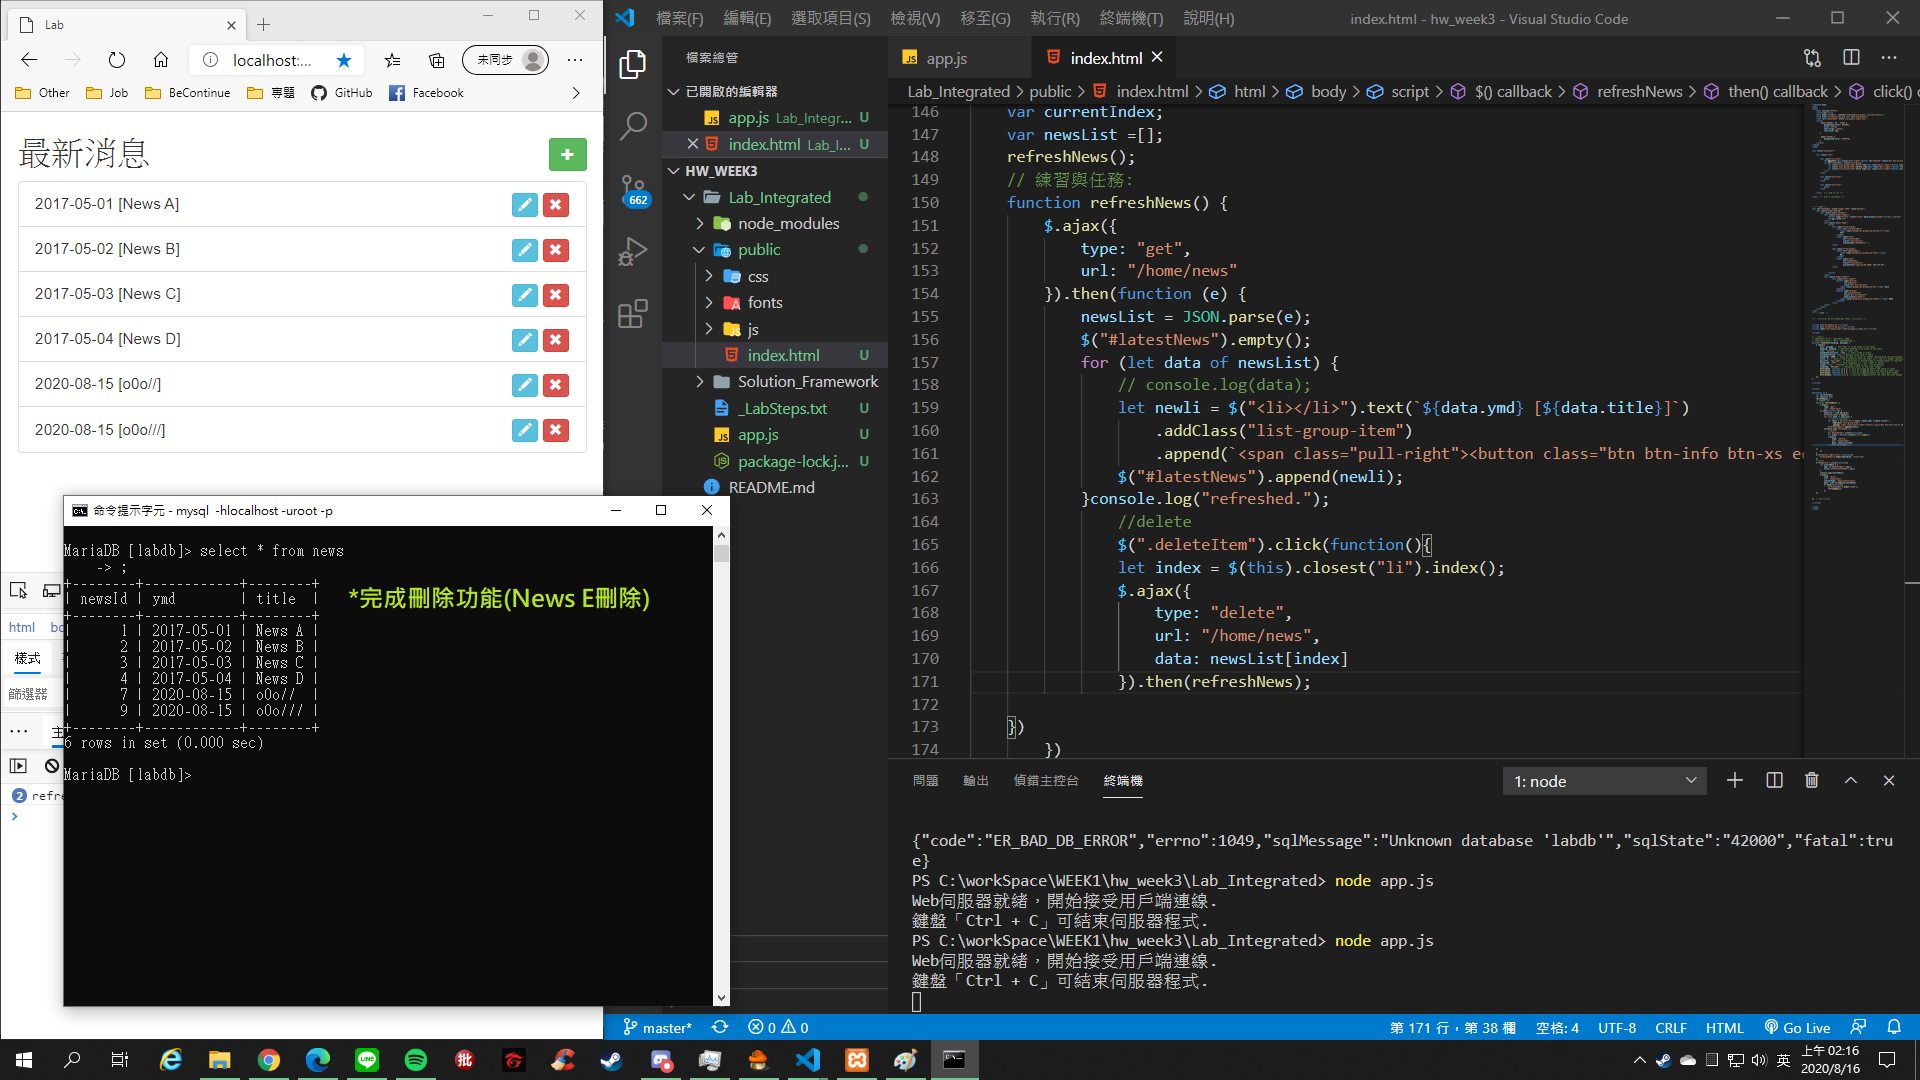 Lab
localhost:...
未同步
Other
Job
BeContinue
專題
GitHub
Facebook
最新消息
2017-05-01 [News A]
2017-05-02 [News B]
2017-05-03 [News C]
2017-05-04 [News D]
2020-08-15 [o0o//]
2020-08-15 [o0o///]
html
樣式
篩選器
2 refre
命令提示字元 - mysql  -hlocalhost -uroot -p
MariaDB [labdb]> select * from news
    -> ;
+--------+------------+--------+
| newsId | ymd        | title  |
+--------+------------+--------+
|      1 | 2017-05-01 | News A |
|      2 | 2017-05-02 | News B |
|      3 | 2017-05-03 | News C |
|      4 | 2017-05-04 | News D |
|      7 | 2020-08-15 | o0o//  |
|      9 | 2020-08-15 | o0o/// |
+--------+------------+--------+
6 rows in set (0.000 sec)
MariaDB [labdb]>
*完成刪除功能(News E刪除)
檔案(F) 編輯(E) 選取項目(S) 檢視(V) 移至(G) 執行(R) 終端機(T) 說明(H)
index.html - hw_week3 - Visual Studio Code
檔案總管
已開啟的編輯器
app.js Lab_Integr... U
index.html Lab_I... U
HW_WEEK3
Lab_Integrated
node_modules
public
css
fonts
js
index.html U
Solution_Framework
_LabSteps.txt U
app.js U
package-lock.j... U
README.md
662
app.js
index.html
Lab_Integrated > public > index.html > html > body > script > $() callback > refreshNews > then() callback > click() c
146 var currentIndex;
147 var newsList =[];
148 refreshNews();
149 // 練習與任務:
150 function refreshNews() {
151 $.ajax({
152 type: "get",
153 url: "/home/news"
154 }).then(function (e) {
155 newsList = JSON.parse(e);
156 $("#latestNews").empty();
157 for (let data of newsList) {
158 // console.log(data);
159 let newli = $("<li></li>").text(`${data.ymd} [${data.title}]`)
160 .addClass("list-group-item")
161 .append(`<span class="pull-right"><button class="btn btn-info btn-xs e
162 $("#latestNews").append(newli);
163 }console.log("refreshed.");
164 //delete
165 $(".deleteItem").click(function(){
166 let index = $(this).closest("li").index();
167 $.ajax({
168 type: "delete",
169 url: "/home/news",
170 data: newsList[index]
171 }).then(refreshNews);
172
173 })
174 })
問題 輸出 偵錯主控台 終端機
1: node
{"code":"ER_BAD_DB_ERROR","errno":1049,"sqlMessage":"Unknown database 'labdb'","sqlState":"42000","fatal":tru
e}
PS C:\workSpace\WEEK1\hw_week3\Lab_Integrated> node app.js
Web伺服器就緒，開始接受用戶端連線.
鍵盤「Ctrl + C」可結束伺服器程式.
PS C:\workSpace\WEEK1\hw_week3\Lab_Integrated> node app.js
Web伺服器就緒，開始接受用戶端連線.
鍵盤「Ctrl + C」可結束伺服器程式.
master*
0 0
第 171 行，第 38 欄 空格: 4 UTF-8 CRLF HTML Go Live
英
上午 02:16
2020/8/16